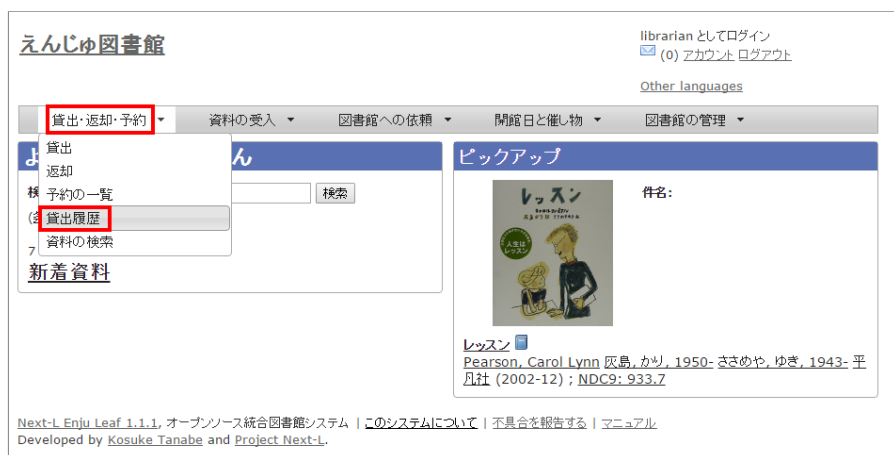 えんじゅ図書館
librarian としてログイン
(0) アカウント ログアウト
Other languages
貸出・返却・予約 ▼ 資料の受入 ▼ 図書館への依頼 ▼ 開館日と催し物 ▼ 図書館の管理 ▼
貸出
返却
予約の一覧
貸出履歴
資料の検索
よ
ん
検
検索
7
新着資料
ピックアップ
レッスン
人生は
レッスン
件名:
レッスン
Pearson, Carol Lynn 灰島, かり, 1950- ささめや, ゆき, 1943- 平
凡社 (2002-12) ; NDC9: 933.7
Next-L Enju Leaf 1.1.1, オープンソース統合図書館システム | このシステムについて | 不具合を報告する | マニュアル
Developed by Kosuke Tanabe and Project Next-L.